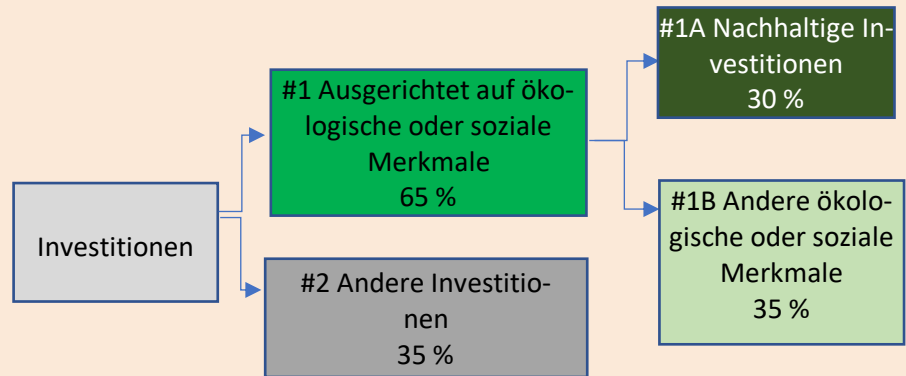 Investitionen
#1 Ausgerichtet auf öko-
logische oder soziale
Merkmale
65 %
#2 Andere Investitio-
nen
35 %
#1A Nachhaltige In-
vestitionen
30 %
#1B Andere ökolo-
gische oder soziale
Merkmale
35 %